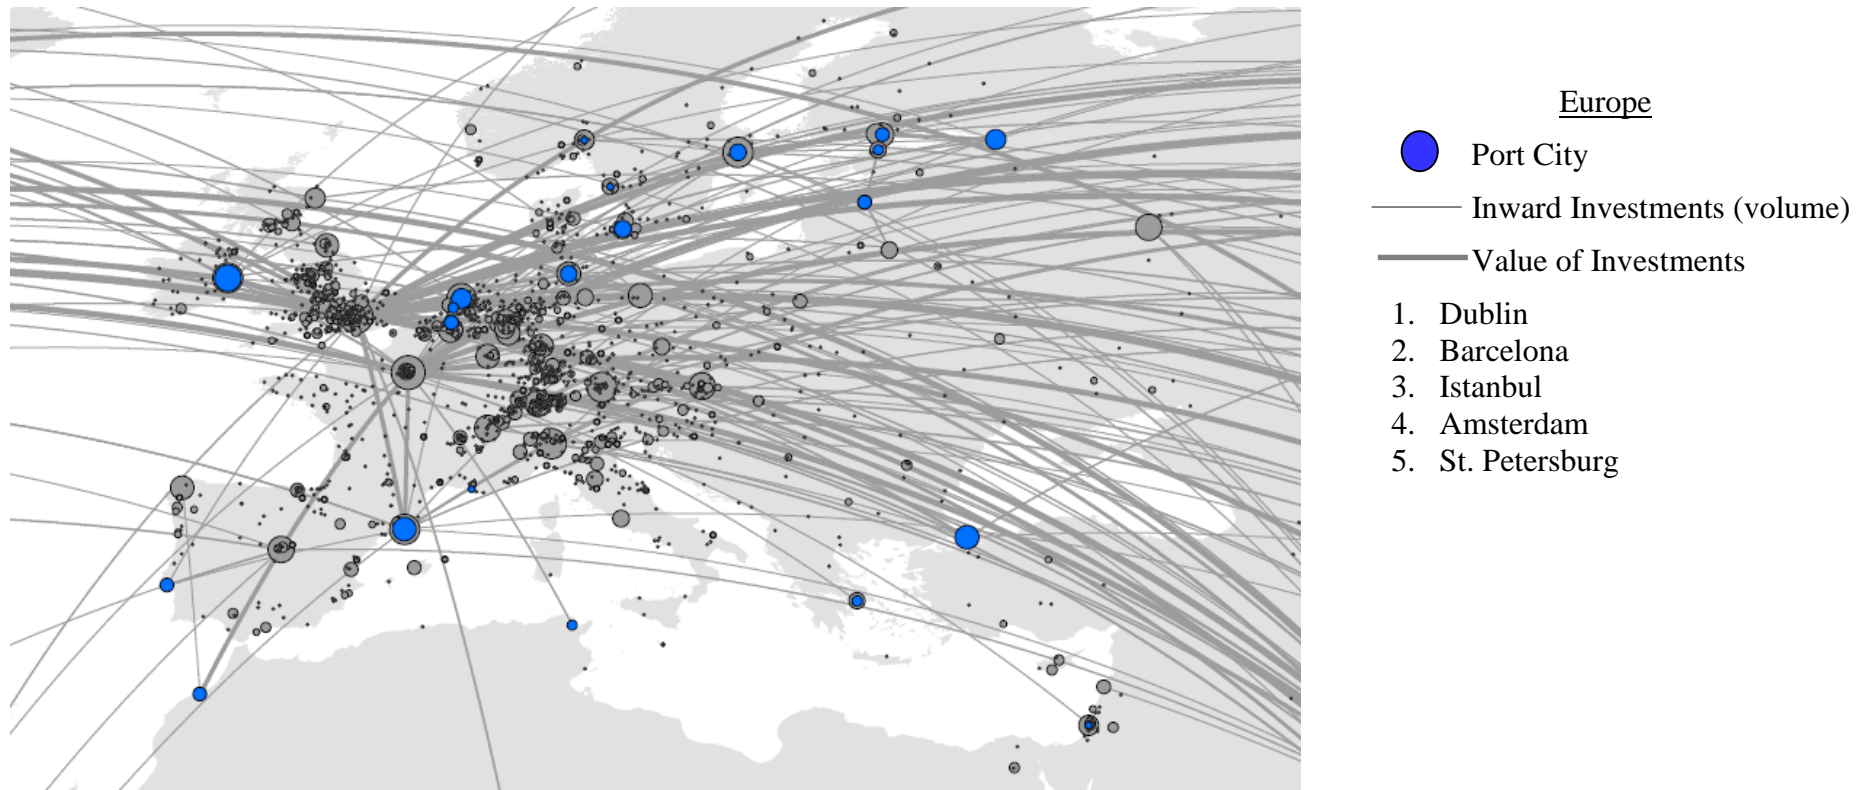 Europe
Port City
Inward Investments (volume)
Value of Investments
1. Dublin
2. Barcelona
3. Istanbul
4. Amsterdam
5. St. Petersburg